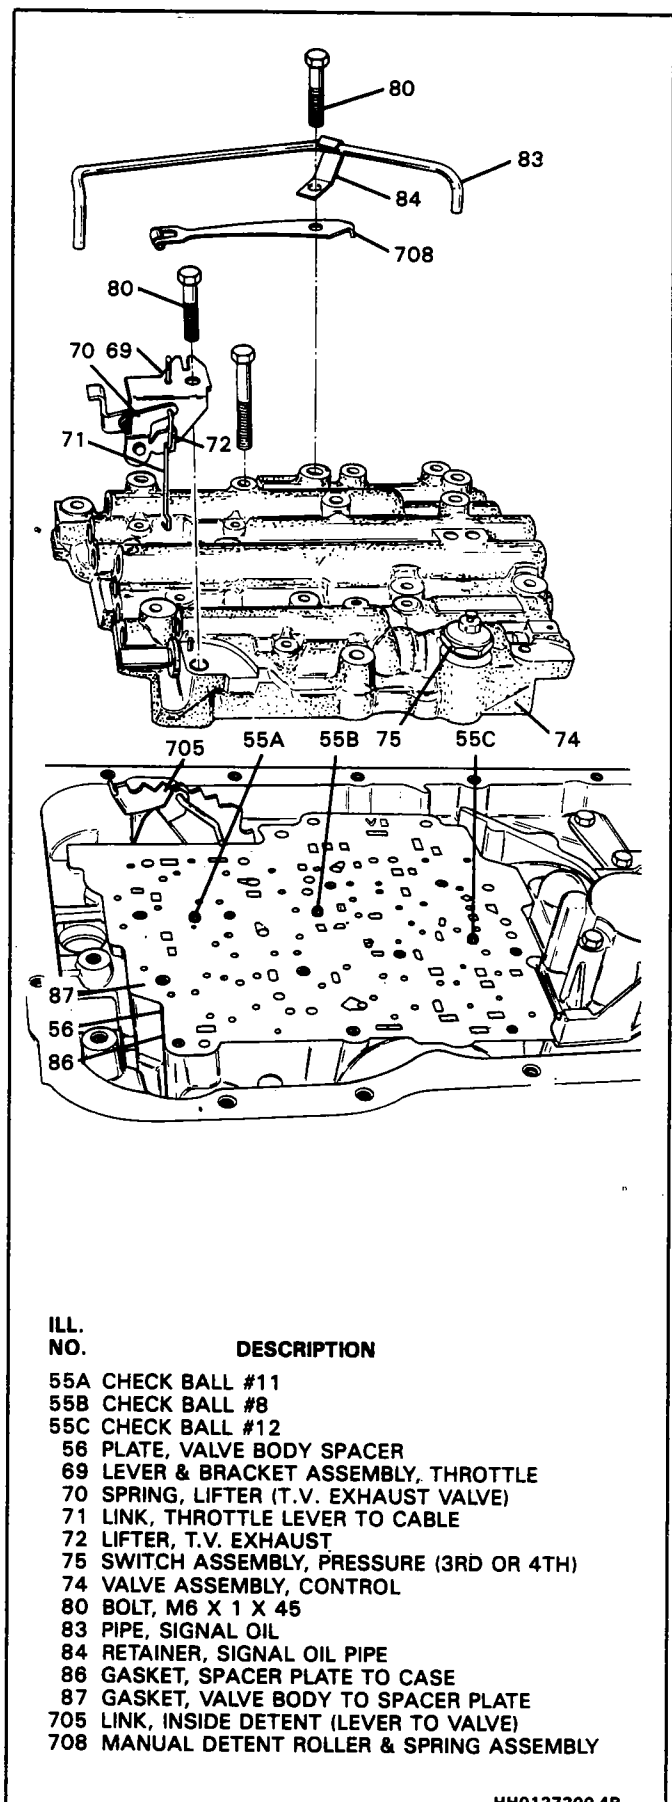 80
83
84
708
80
70 69
71
72
705 55A 55B 75 55C 74
87
56
86
ILL.
NO. DESCRIPTION
55A CHECK BALL #11
55B CHECK BALL #8
55C CHECK BALL #12
56 PLATE, VALVE BODY SPACER
69 LEVER & BRACKET ASSEMBLY, THROTTLE
70 SPRING, LIFTER (T.V. EXHAUST VALVE)
71 LINK, THROTTLE LEVER TO CABLE
72 LIFTER, T.V. EXHAUST
75 SWITCH ASSEMBLY, PRESSURE (3RD OR 4TH)
74 VALVE ASSEMBLY, CONTROL
80 BOLT, M6 X 1 X 45
83 PIPE, SIGNAL OIL
84 RETAINER, SIGNAL OIL PIPE
86 GASKET, SPACER PLATE TO CASE
87 GASKET, VALVE BODY TO SPACER PLATE
705 LINK, INSIDE DETENT (LEVER TO VALVE)
708 MANUAL DETENT ROLLER & SPRING ASSEMBLY